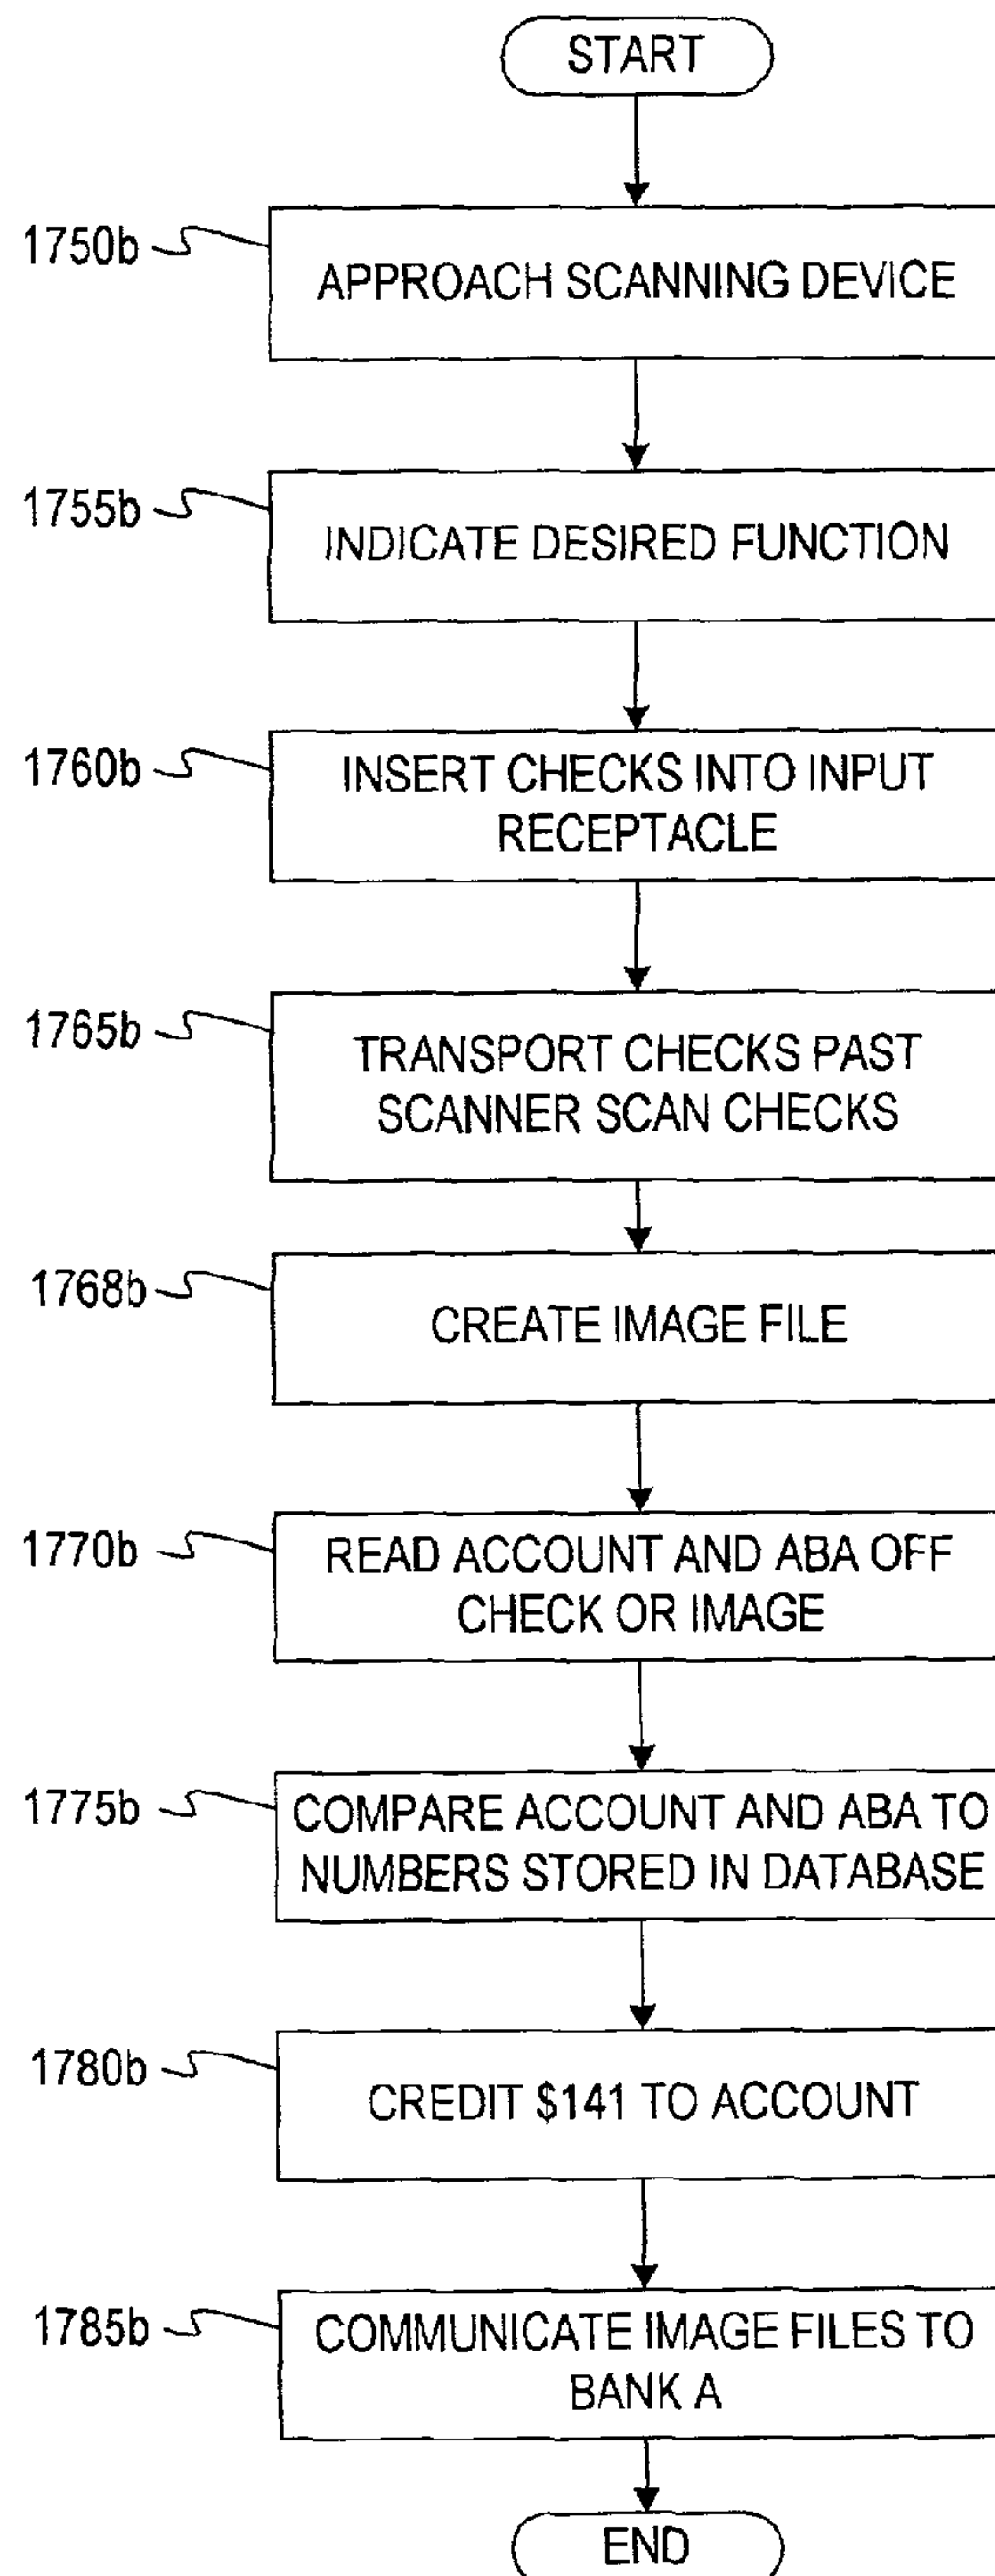 START
1750b
APPROACH SCANNING DEVICE
1755b
INDICATE DESIRED FUNCTION
1760b
INSERT CHECKS INTO INPUT
RECEPTACLE
1765b
TRANSPORT CHECKS PAST
SCANNER SCAN CHECKS
1768b
CREATE IMAGE FILE
1770b
READ ACCOUNT AND ABA OFF
CHECK OR IMAGE
1775b
COMPARE ACCOUNT AND ABA TO
NUMBERS STORED IN DATABASE
1780b
CREDIT $141 TO ACCOUNT
1785b
COMMUNICATE IMAGE FILES TO
BANK A
END